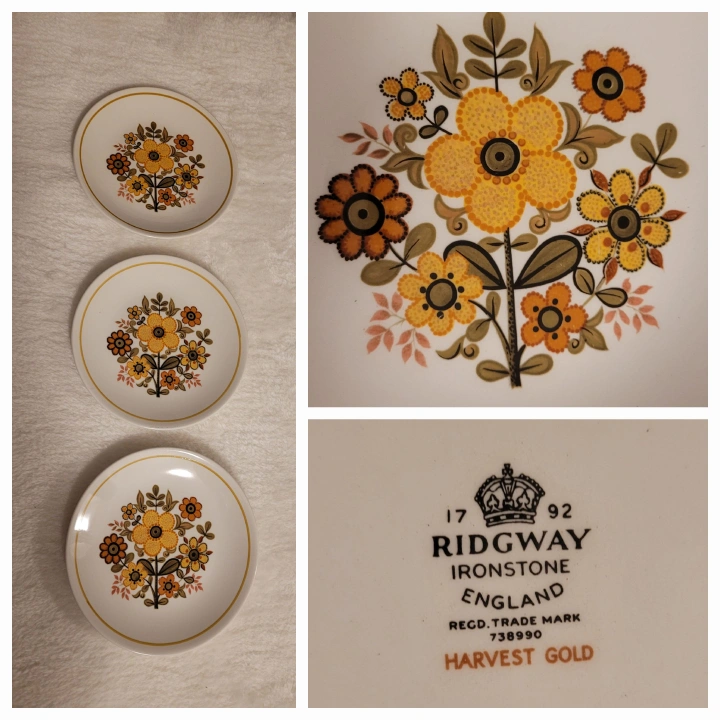 17 92
RIDGWAY
IRONSTONE
ENGLAND
REGD. TRADE MARK
738990
HARVEST GOLD